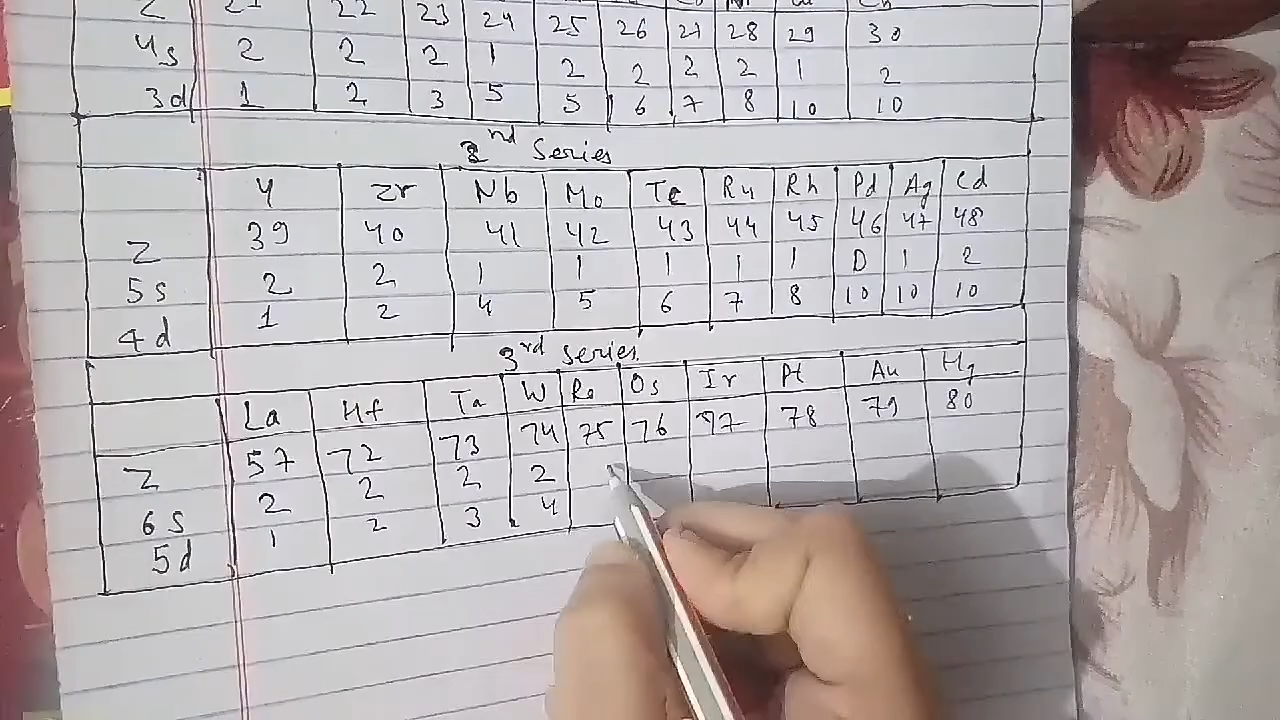 Z 21 22 23 24 25 26 27 28 29 30
4s 2 2 2 1 2 2 2 2 1 2
3d 1 2 3 5 5 6 7 8 10 10
2nd Series
Y Zr Nb Mo Tc Ru Rh Pd Ag Cd
Z 39 40 41 42 43 44 45 46 47 48
5s 2 2 1 1 1 1 1 0 1 2
4d 1 2 4 5 6 7 8 10 10 10
3rd Series
La Hf Ta W Re Os Ir Pt Au Hg
Z 57 72 73 74 75 76 77 78 79 80
6s 2 2 2 2
5d 1 2 3 4